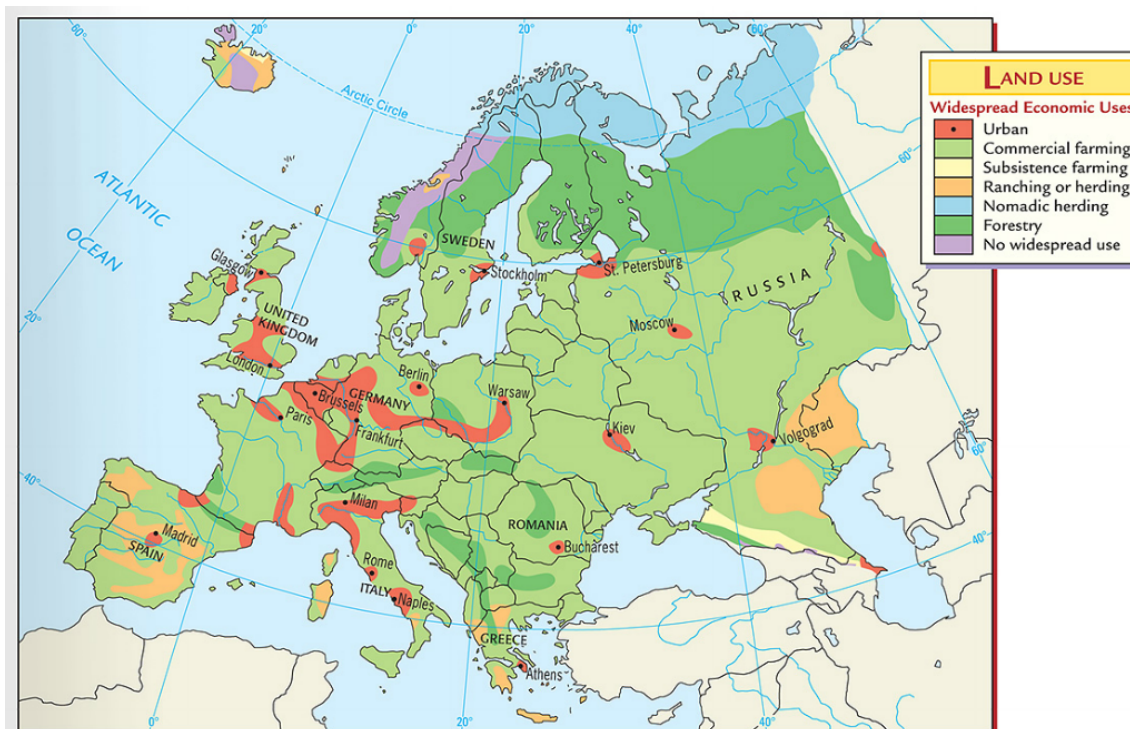 60°
20°
0°
20°
40°
60°
Arctic Circle
60°
ATLANTIC
OCEAN
20°
40°
SWEDEN
Stockholm
St. Petersburg
RUSSIA
Glasgow
UNITED
KINGDOM
London
Moscow
Berlin
GERMANY
Brussels
Warsaw
Paris
Frankfurt
Kiev
Volgograd
60°
Milan
ROMANIA
Bucharest
Madrid
SPAIN
Rome
ITALY
Naples
GREECE
Athens
40°
0°
20°
40°
LAND USE
Widespread Economic Uses
Urban
Commercial farming
Subsistence farming
Ranching or herding
Nomadic herding
Forestry
No widespread use